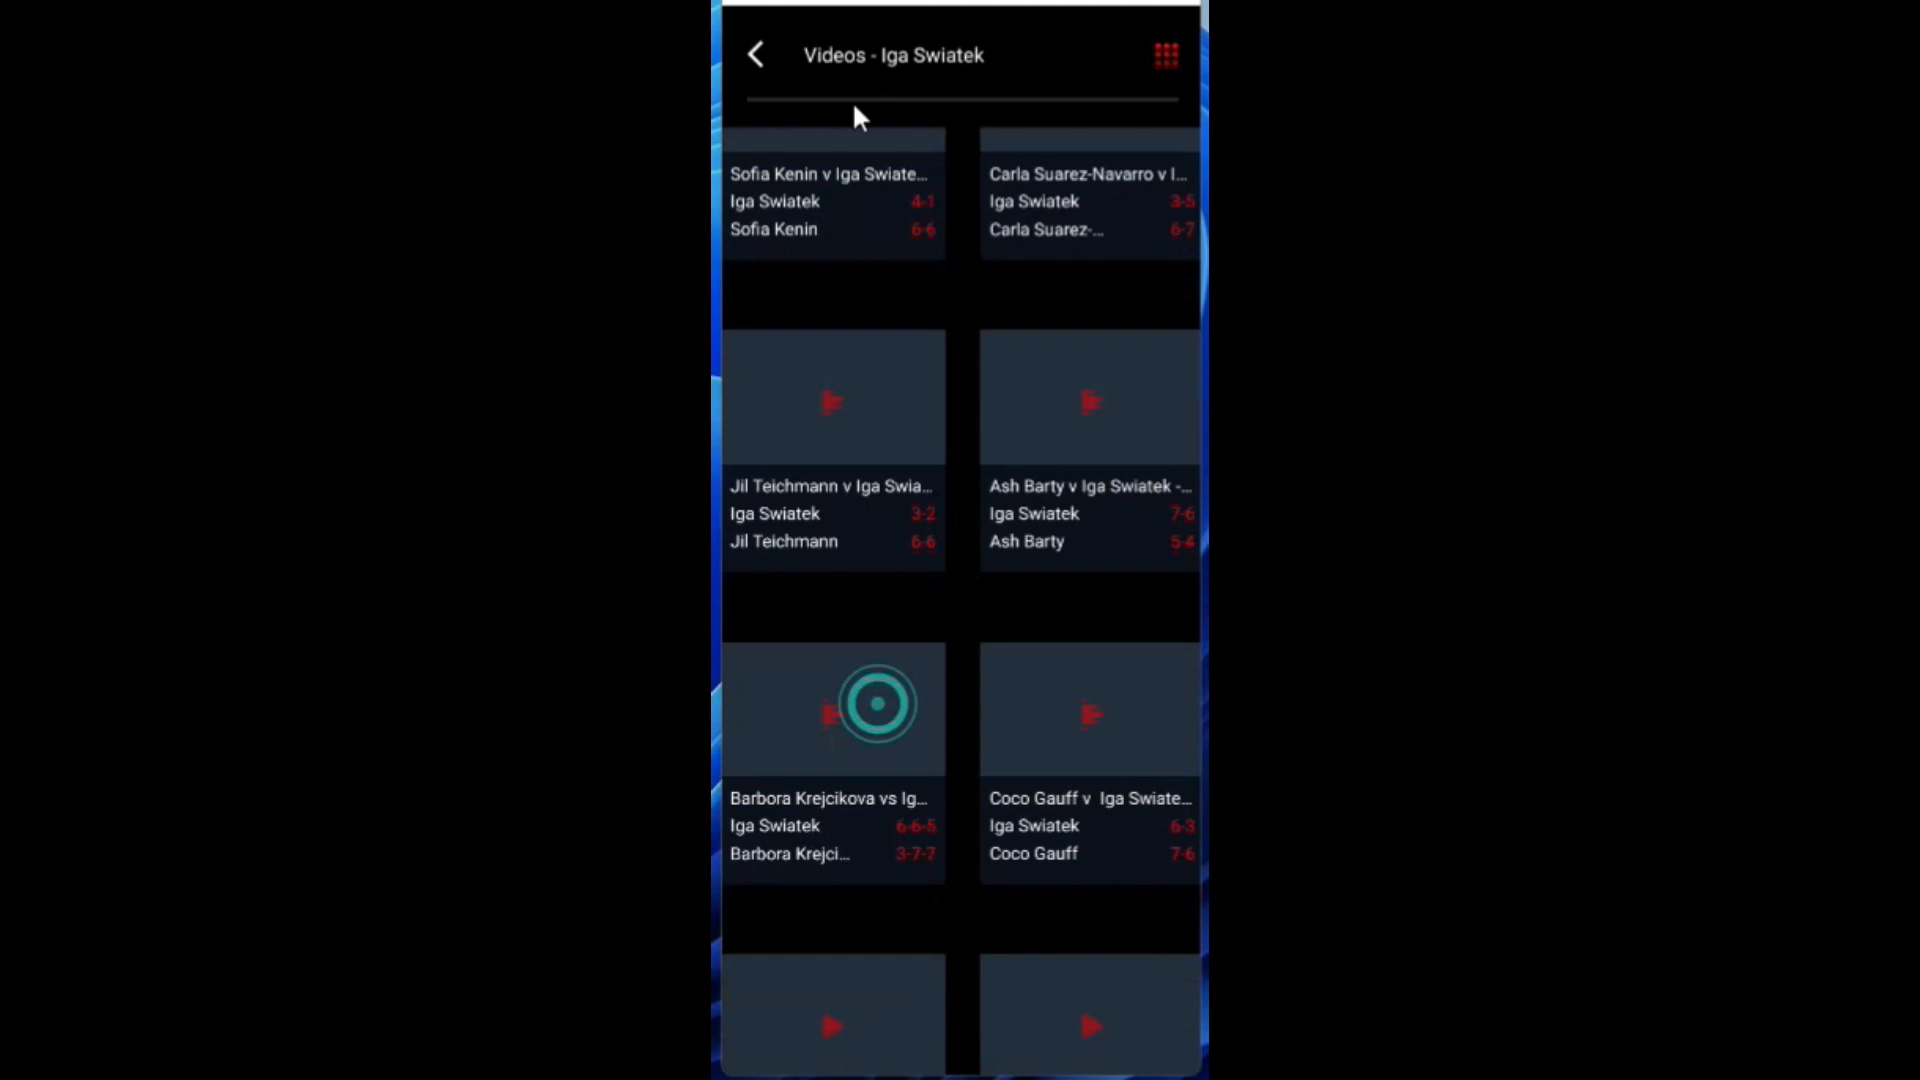 Videos - Iga Swiatek
Sofia Kenin v Iga Swiate...
Iga Swiatek 4-1
Sofia Kenin 6-6
Carla Suarez-Navarro v I...
Iga Swiatek 3-5
Carla Suarez-... 6-7
Jil Teichmann v Iga Swia...
Iga Swiatek 3-2
Jil Teichmann 6-6
Ash Barty v Iga Swiatek -...
Iga Swiatek 7-6
Ash Barty 5-4
Barbora Krejcikova vs Ig...
Iga Swiatek 6-6-5
Barbora Krejci... 3-7-7
Coco Gauff v  Iga Swiate...
Iga Swiatek 6-3
Coco Gauff 7-6